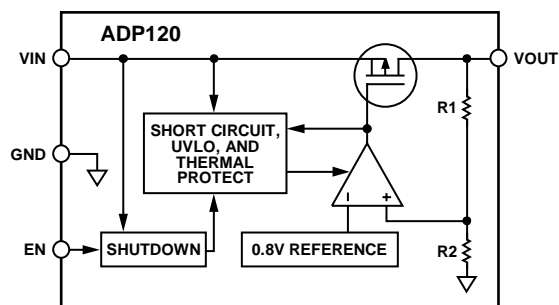 ADP120
VIN
VOUT
R1
SHORT CIRCUIT,
UVLO, AND
THERMAL
PROTECT
GND
– +
EN
SHUTDOWN
0.8V REFERENCE
R2